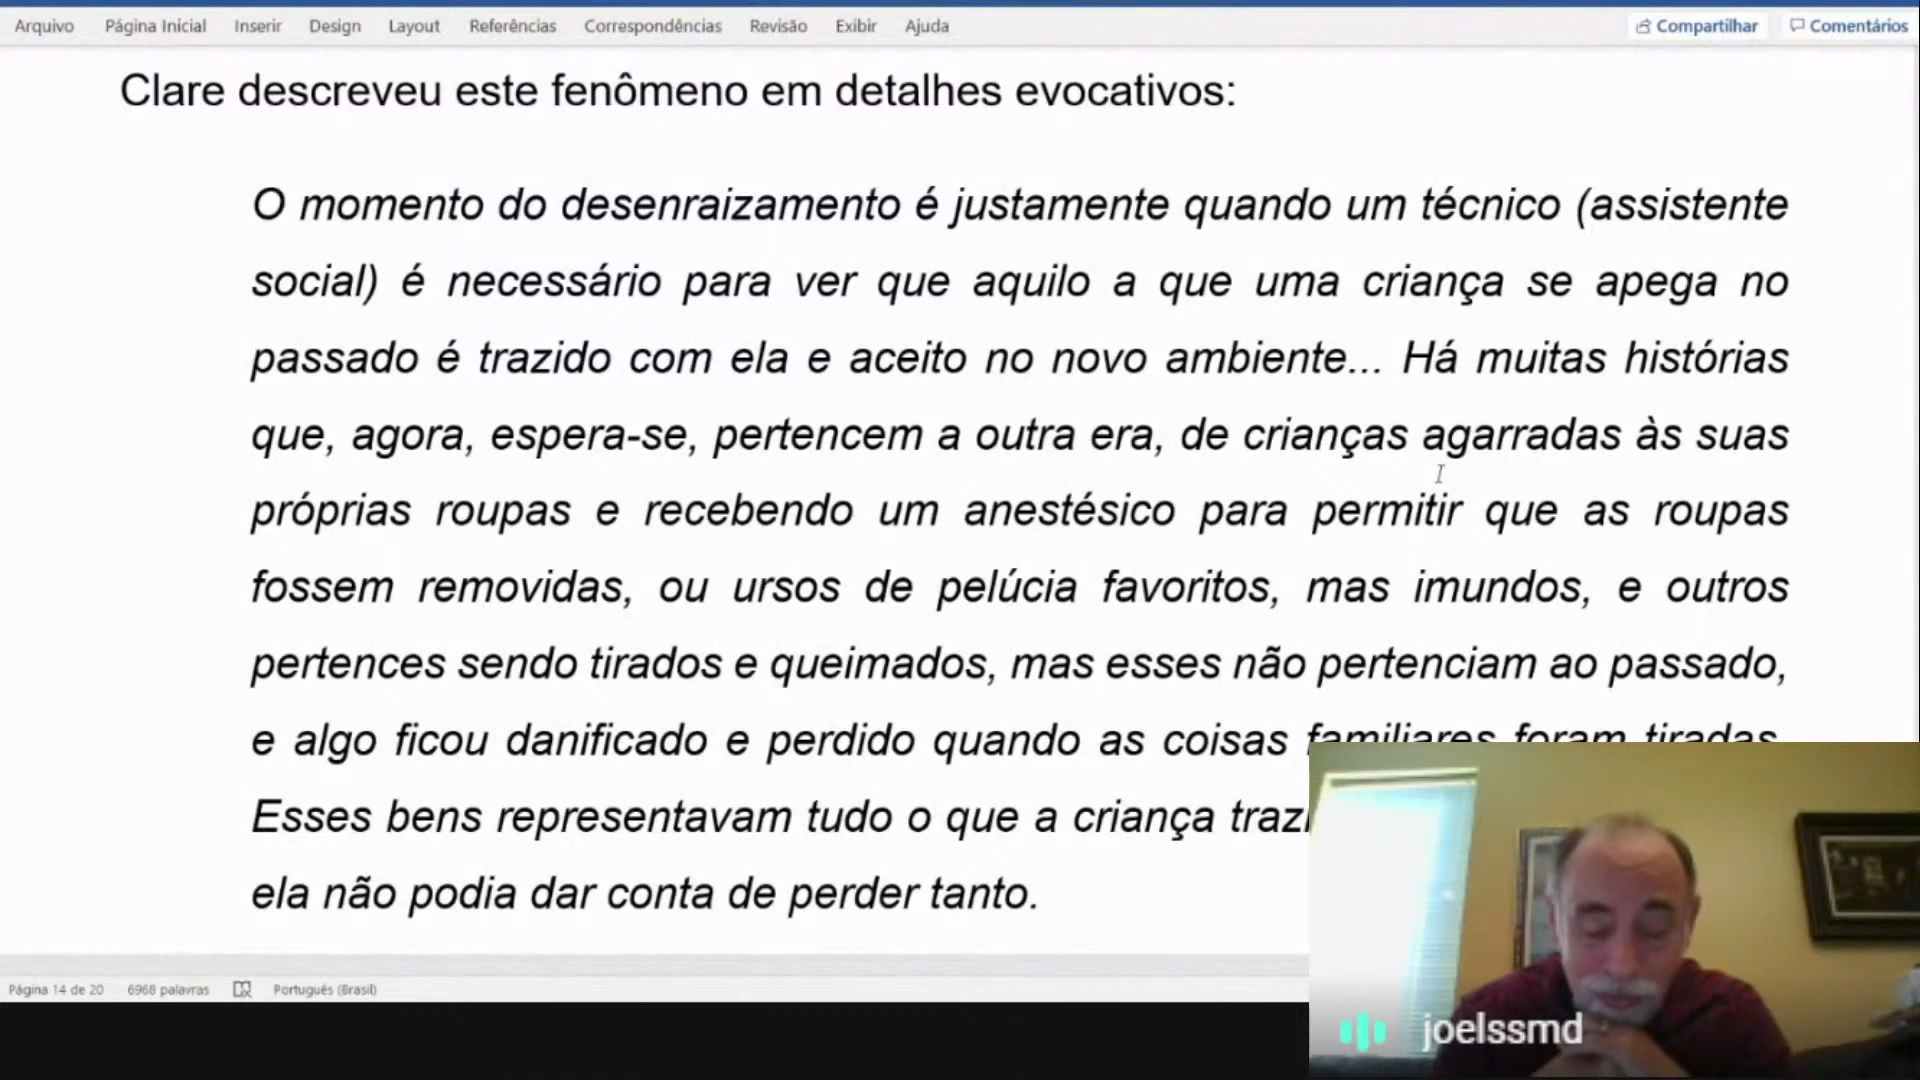 Arquivo Página Inicial Inserir Design Layout Referências Correspondências Revisão Exibir Ajuda Compartilhar Comentários
Clare descreveu este fenômeno em detalhes evocativos:
O momento do desenraizamento é justamente quando um técnico (assistente
social) é necessário para ver que aquilo a que uma criança se apega no
passado é trazido com ela e aceito no novo ambiente... Há muitas histórias
que, agora, espera-se, pertencem a outra era, de crianças agarradas às suas
próprias roupas e recebendo um anestésico para permitir que as roupas
fossem removidas, ou ursos de pelúcia favoritos, mas imundos, e outros
pertences sendo tirados e queimados, mas esses não pertenciam ao passado,
e algo ficou danificado e perdido quando as coisas familiares foram tiradas.
Esses bens representavam tudo o que a criança
ela não podia dar conta de perder tanto.
Página 14 de 20 6968 palavras Português (Brasil)
joelssmd